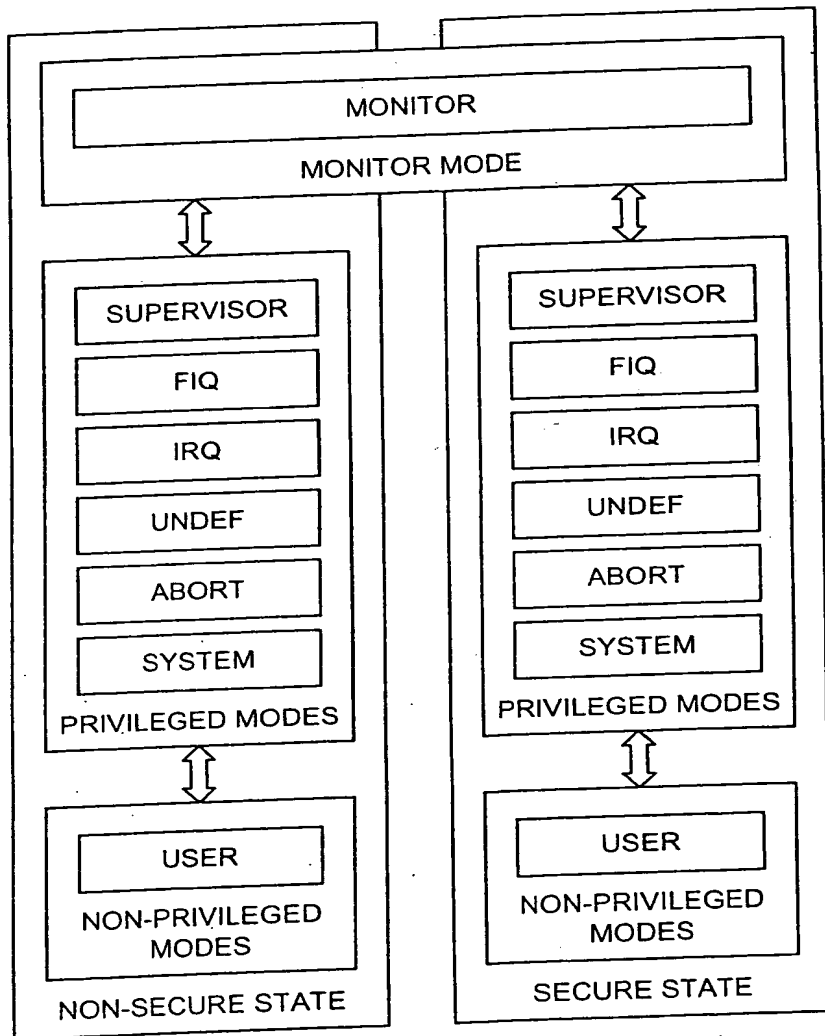 MONITOR
MONITOR MODE
SUPERVISOR
FIQ
IRQ
UNDEF
ABORT
SYSTEM
PRIVILEGED MODES
USER
NON-PRIVILEGED
MODES
NON-SECURE STATE
SUPERVISOR
FIQ
IRQ
UNDEF
ABORT
SYSTEM
PRIVILEGED MODES
USER
NON-PRIVILEGED
MODES
SECURE STATE